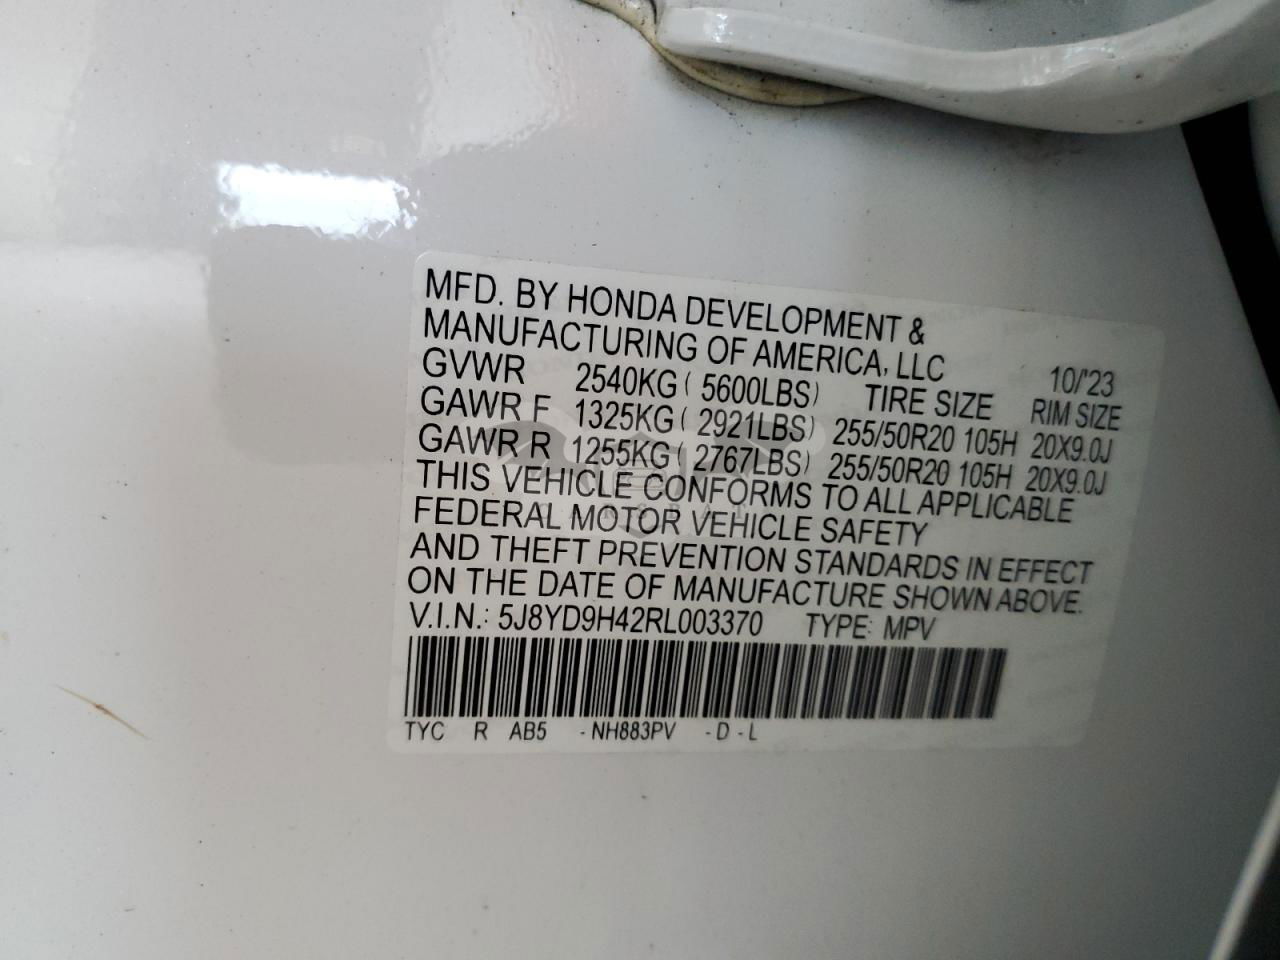 MFD. BY HONDA DEVELOPMENT &
MANUFACTURING OF AMERICA, LLC 10/'23
GVWR 2540KG ( 5600LBS) TIRE SIZE RIM SIZE
GAWR F 1325KG ( 2921LBS) 255/50R20 105H 20X9.0J
GAWR R 1255KG ( 2767LBS) 255/50R20 105H 20X9.0J
THIS VEHICLE CONFORMS TO ALL APPLICABLE
FEDERAL MOTOR VEHICLE SAFETY
AND THEFT PREVENTION STANDARDS IN EFFECT
ON THE DATE OF MANUFACTURE SHOWN ABOVE.
V.I.N.: 5J8YD9H42RL003370 TYPE: MPV
TYC R AB5 -NH883PV -D-L